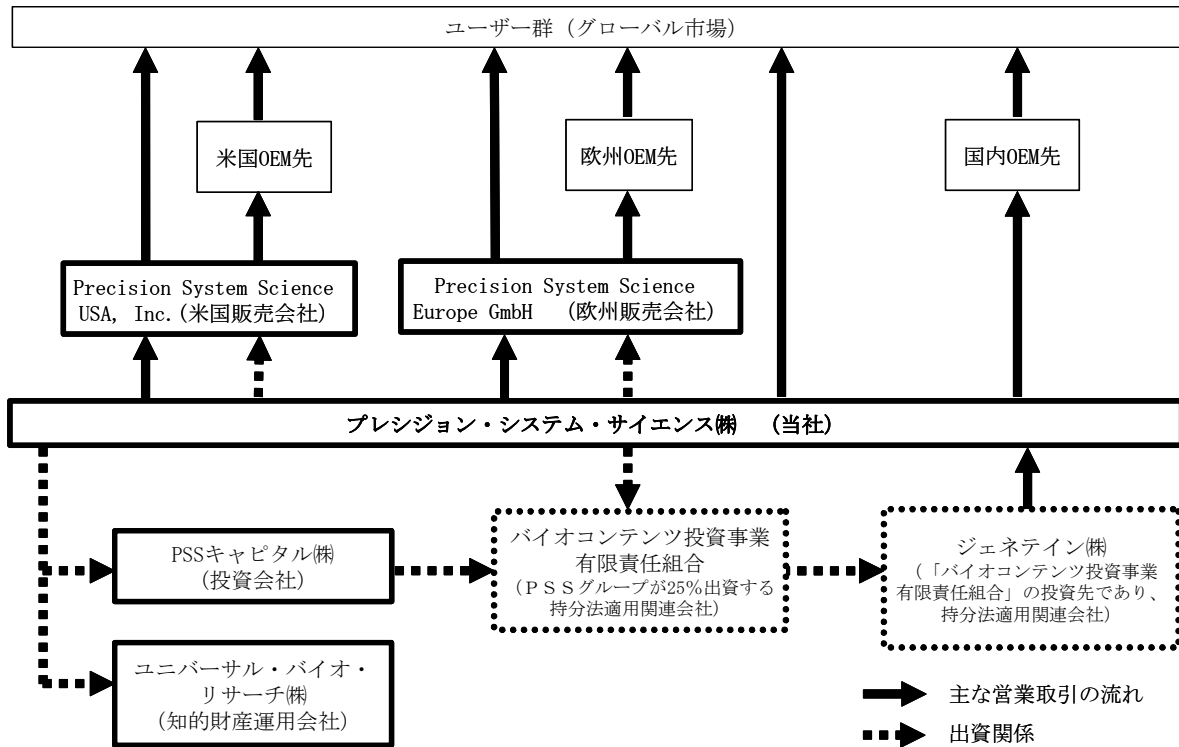 ユーザー群（グローバル市場）
米国OEM先
欧州OEM先
国内OEM先
Precision System Science
USA, Inc.（米国販売会社）
Precision System Science
Europe GmbH （欧州販売会社）
プレシジョン・システム・サイエンス㈱ （当社）
PSSキャピタル㈱
（投資会社）
バイオコンテンツ投資事業
有限責任組合
（ＰＳＳグループが25％出資する
持分法適用関連会社）
ジェネテイン㈱
（「バイオコンテンツ投資事業
有限責任組合」の投資先であり、
持分法適用関連会社）
ユニバーサル・バイオ・
リサーチ㈱
（知的財産運用会社）
主な営業取引の流れ
出資関係